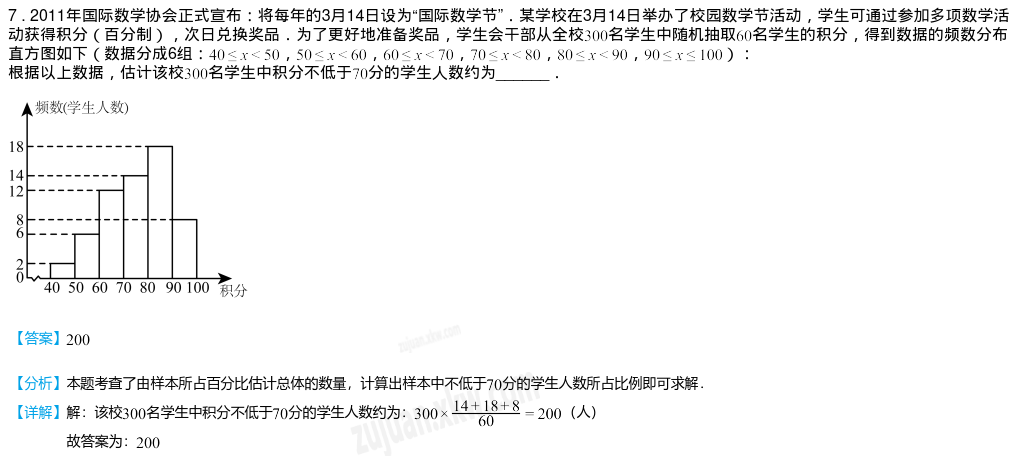 7．2011年国际数学协会正式宣布：将每年的3月14日设为“国际数学节”．某学校在3月14日举办了校园数学节活动，学生可通过参加多项数学活
动获得积分（百分制），次日兑换奖品．为了更好地准备奖品，学生会干部从全校300名学生中随机抽取60名学生的积分，得到数据的频数分布
直方图如下（数据分成6组：40≤x<50，50≤x<60，60≤x<70，70≤x<80，80≤x<90，90≤x≤100）：
根据以上数据，估计该校300名学生中积分不低于70分的学生人数约为_______．
频数(学生人数)
18
14
12
8
6
2
0
40 50 60 70 80 90 100 积分
【答案】200
【分析】本题考查了由样本所占百分比估计总体的数量，计算出样本中不低于70分的学生人数所占比例即可求解．
【详解】解：该校300名学生中积分不低于70分的学生人数约为：300×(14+18+8)/60=200（人）
故答案为：200
zujuan.xkw.com
zujuan.xkw.com